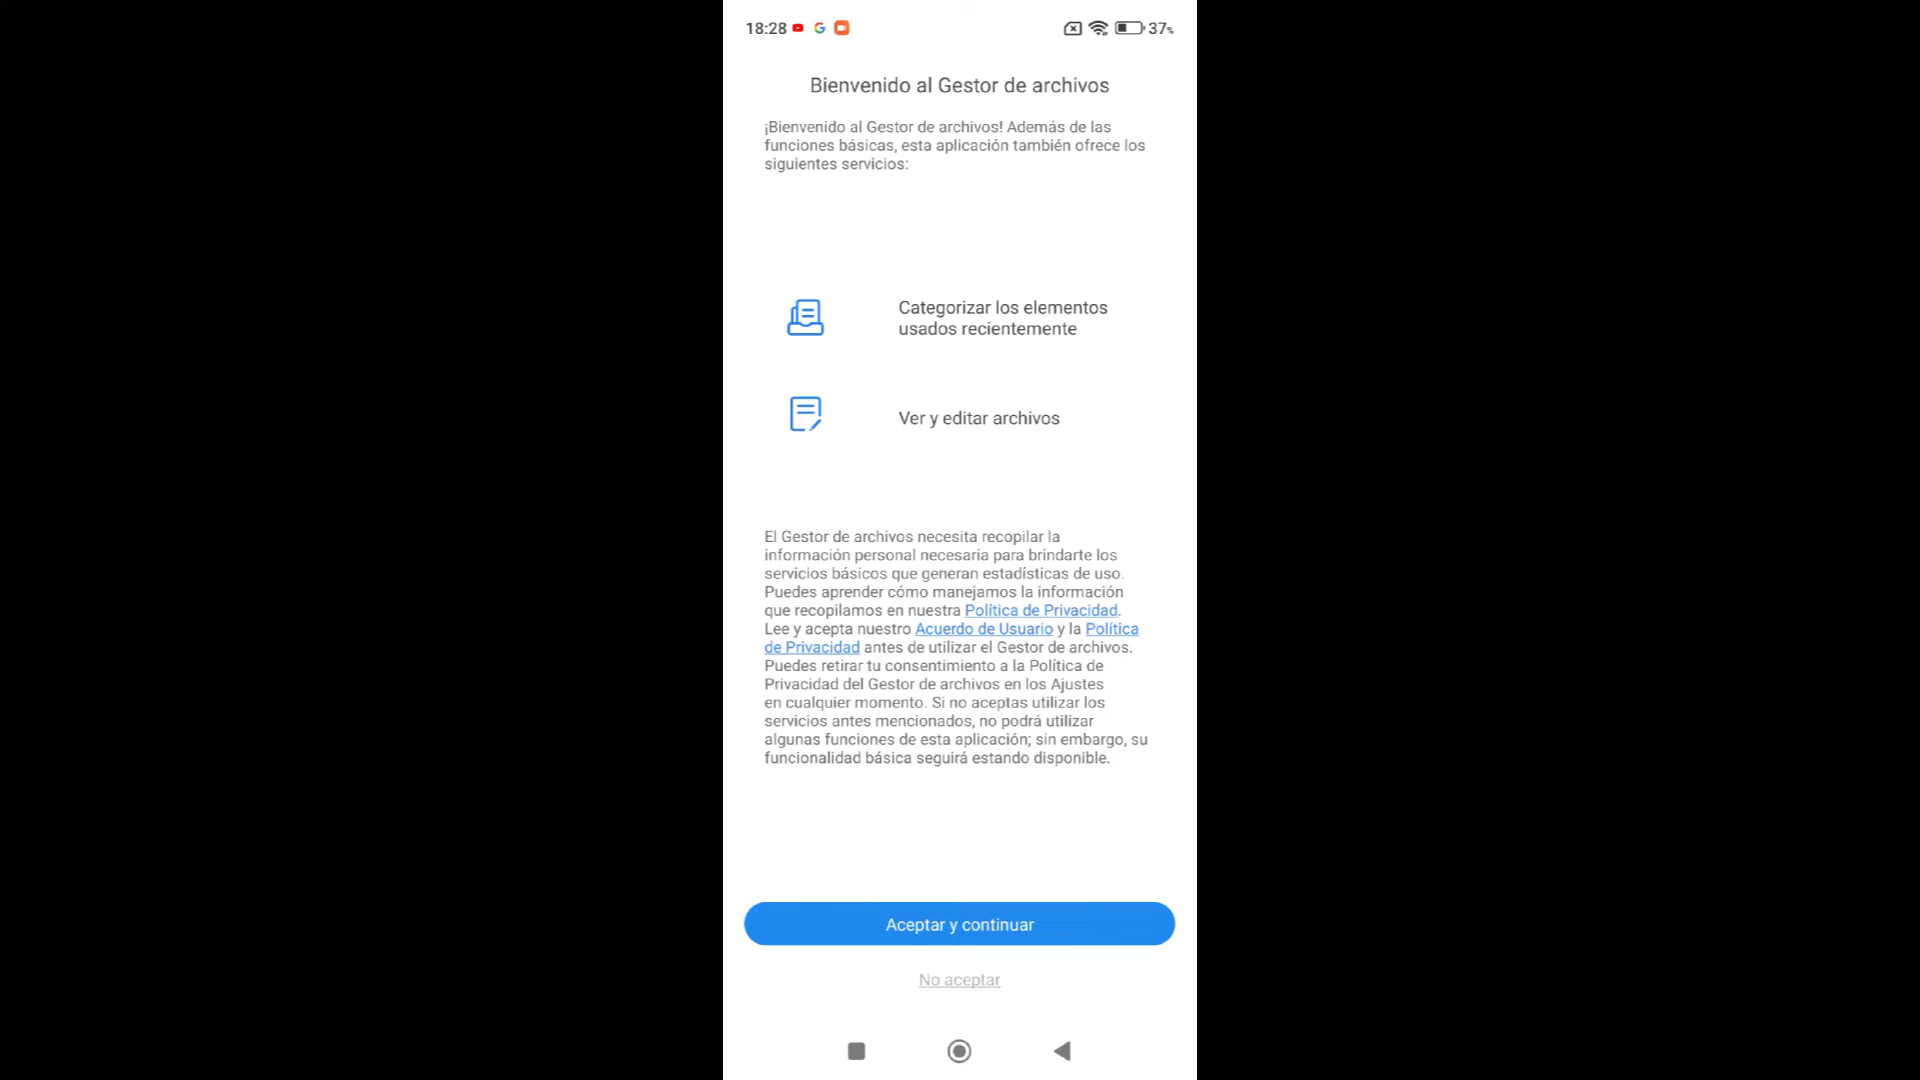 18:28
37%
Bienvenido al Gestor de archivos
¡Bienvenido al Gestor de archivos! Además de las
funciones básicas, esta aplicación también ofrece los
siguientes servicios:
Categorizar los elementos
usados recientemente
Ver y editar archivos
El Gestor de archivos necesita recopilar la
información personal necesaria para brindarte los
servicios básicos que generan estadísticas de uso.
Puedes aprender cómo manejamos la información
que recopilamos en nuestra Política de Privacidad.
Lee y acepta nuestro Acuerdo de Usuario y la Política
de Privacidad antes de utilizar el Gestor de archivos.
Puedes retirar tu consentimiento a la Política de
Privacidad del Gestor de archivos en los Ajustes
en cualquier momento. Si no aceptas utilizar los
servicios antes mencionados, no podrá utilizar
algunas funciones de esta aplicación; sin embargo, su
funcionalidad básica seguirá estando disponible.
Aceptar y continuar
No aceptar